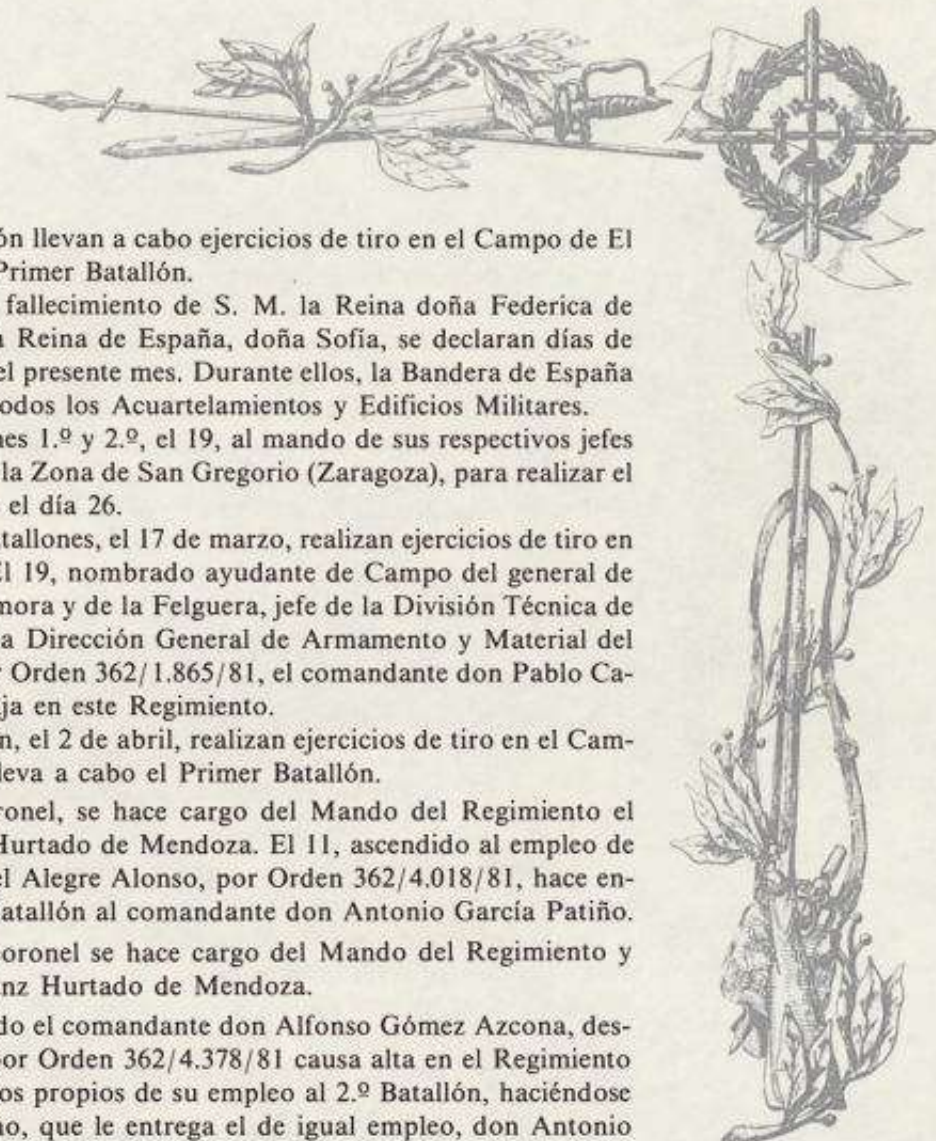 ón llevan a cabo ejercicios de tiro en el Campo de El
Primer Batallón.
fallecimiento de S. M. la Reina doña Federica de
a Reina de España, doña Sofía, se declaran días de
el presente mes. Durante ellos, la Bandera de España
odos los Acuartelamientos y Edificios Militares.
nes 1.º y 2.º, el 19, al mando de sus respectivos jefes
la Zona de San Gregorio (Zaragoza), para realizar el
el día 26.
tallones, el 17 de marzo, realizan ejercicios de tiro en
El 19, nombrado ayudante de Campo del general de
mora y de la Felguera, jefe de la División Técnica de
a Dirección General de Armamento y Material del
r Orden 362/1.865/81, el comandante don Pablo Ca-
ja en este Regimiento.
n, el 2 de abril, realizan ejercicios de tiro en el Cam-
leva a cabo el Primer Batallón.
oronel, se hace cargo del Mando del Regimiento el
Hurtado de Mendoza. El 11, ascendido al empleo de
el Alegre Alonso, por Orden 362/4.018/81, hace en-
atallón al comandante don Antonio García Patiño.
oronel se hace cargo del Mando del Regimiento y
nz Hurtado de Mendoza.
do el comandante don Alfonso Gómez Azcona, des-
por Orden 362/4.378/81 causa alta en el Regimiento
os propios de su empleo al 2.º Batallón, haciéndose
no, que le entrega el de igual empleo, don Antonio